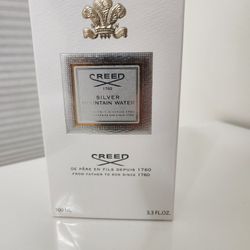 CREED
1760
SILVER
MOUNTAIN WATER
CREED
DE PÈRE EN FILS DEPUIS 1760
FROM FATHER TO SON SINCE 1760
100 ML
3.3 FL.OZ.